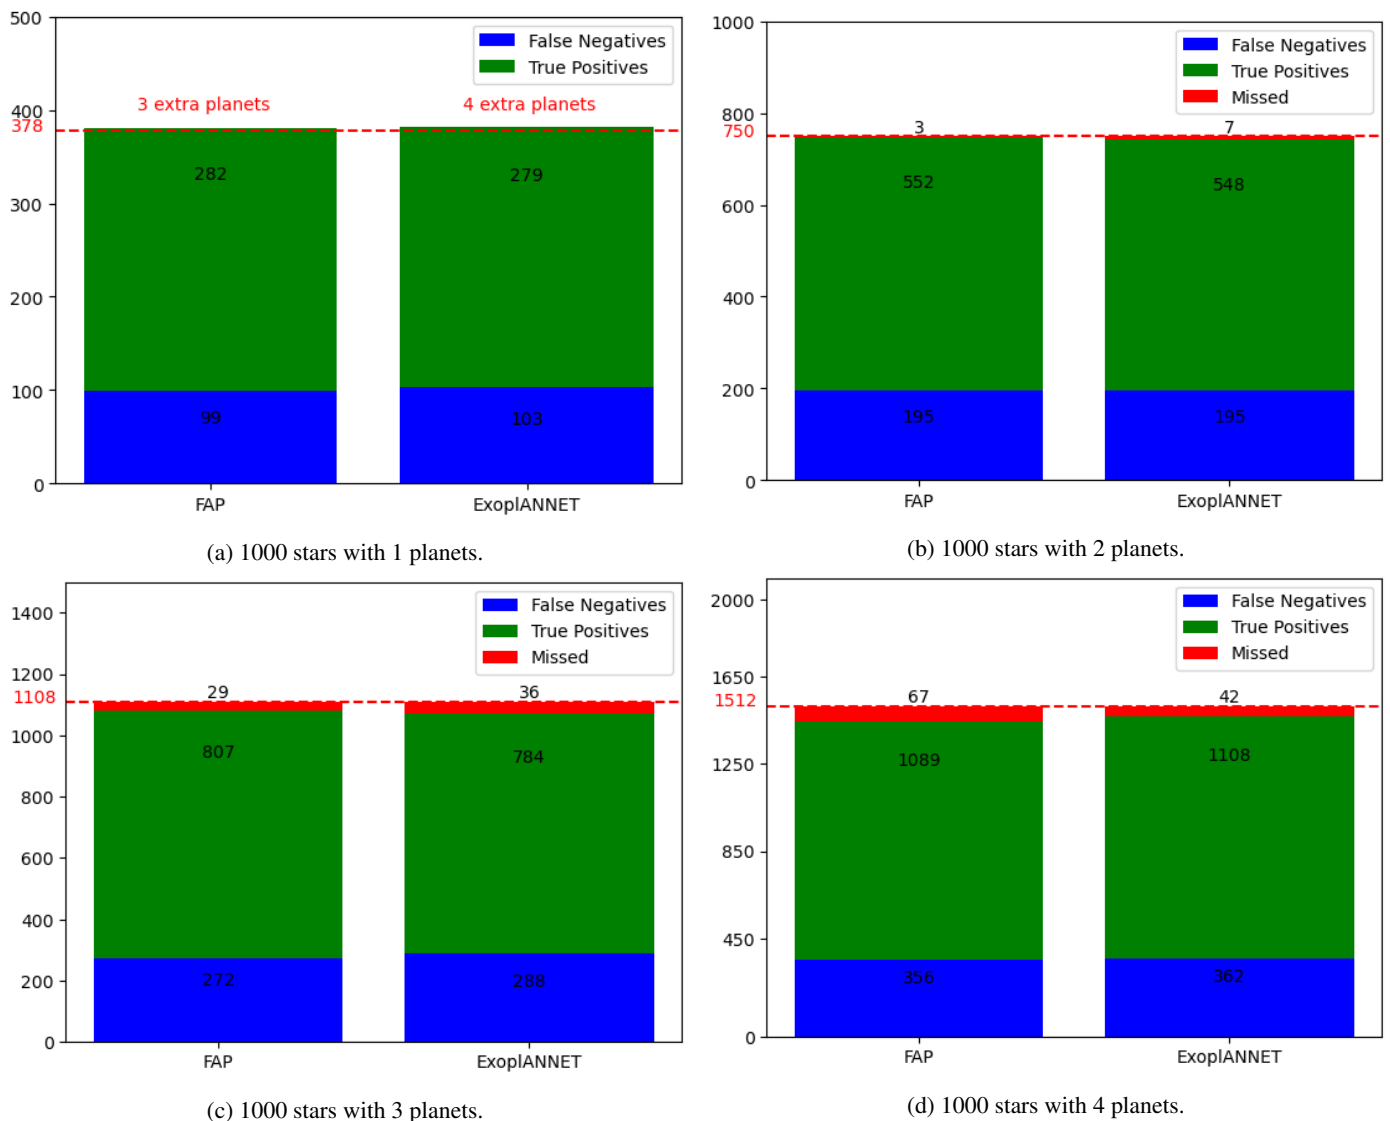 500
400
378
300
200
100
0
False Negatives
True Positives
3 extra planets
4 extra planets
282
279
99
103
FAP
ExoplANNET
(a) 1000 stars with 1 planets.
1000
800
750
600
400
200
0
False Negatives
True Positives
Missed
3
7
552
548
195
195
FAP
ExoplANNET
(b) 1000 stars with 2 planets.
1400
1200
1108
1000
800
600
400
200
0
False Negatives
True Positives
Missed
29
36
807
784
272
288
FAP
ExoplANNET
(c) 1000 stars with 3 planets.
2000
1650
1512
1250
850
450
0
False Negatives
True Positives
Missed
67
42
1089
1108
356
362
FAP
ExoplANNET
(d) 1000 stars with 4 planets.